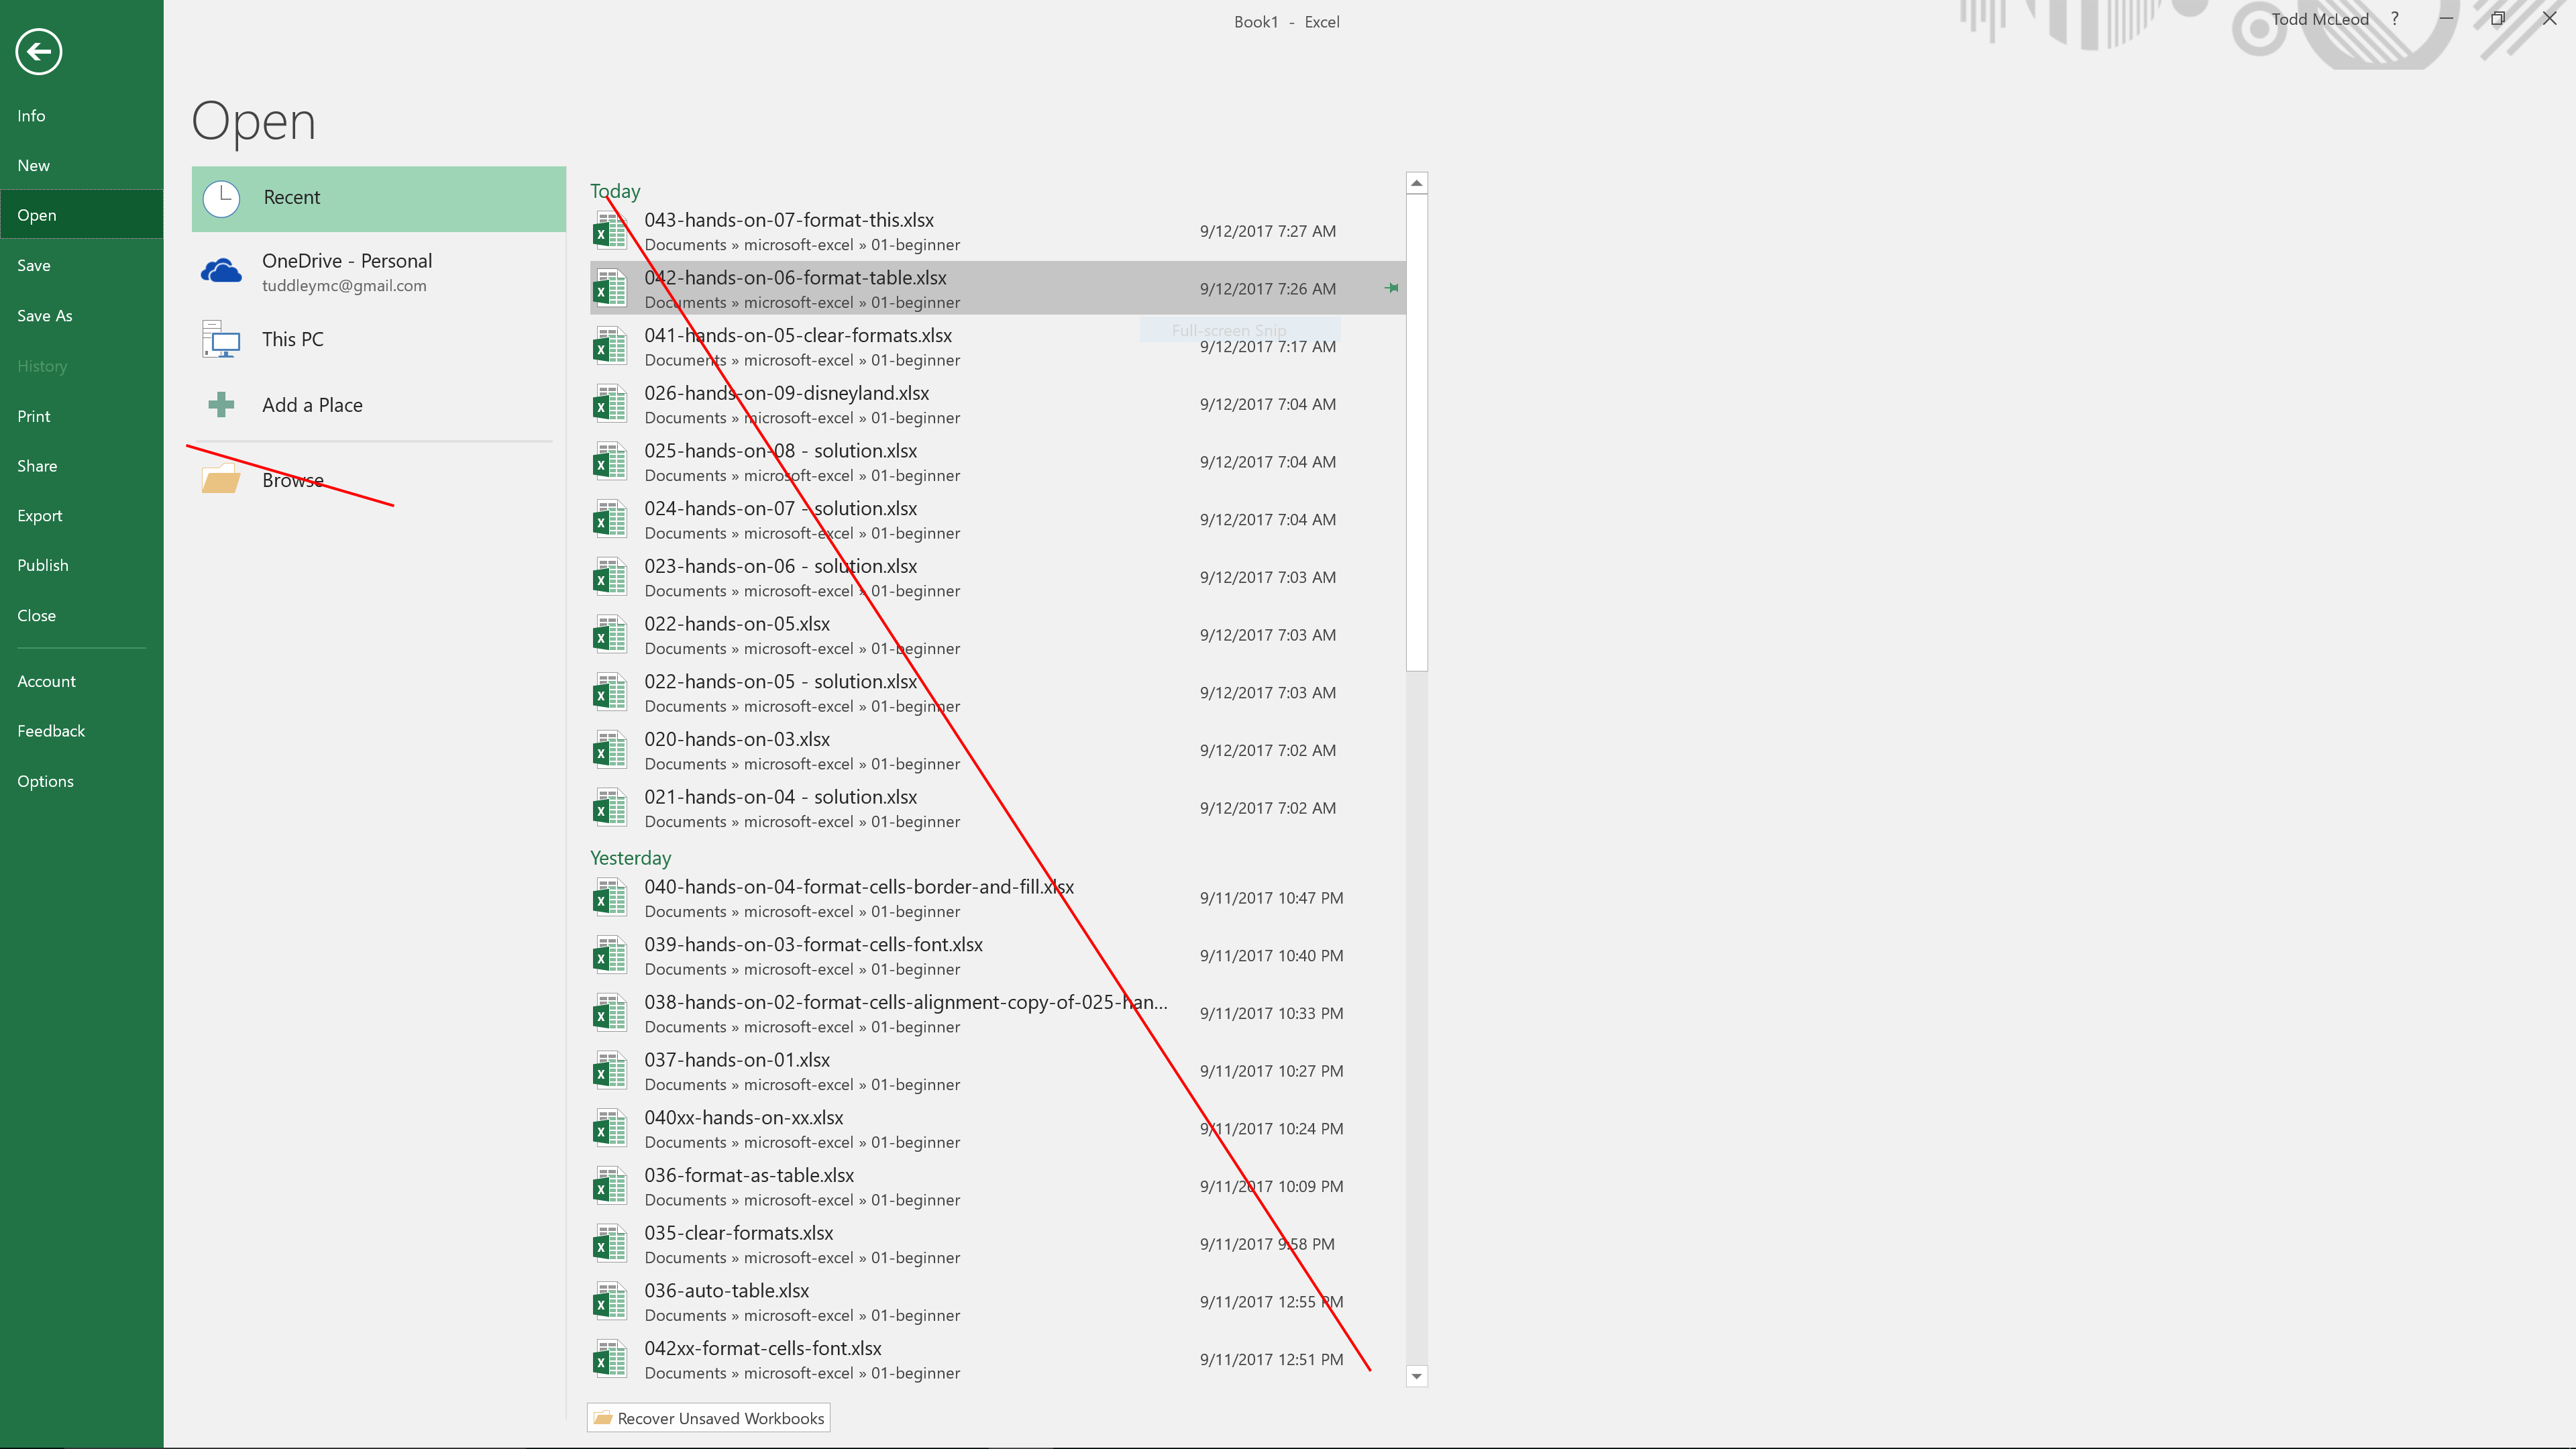 Book1 - Excel
Todd McLeod ?
Info
New
Open
Save
Save As
History
Print
Share
Export
Publish
Close
Account
Feedback
Options
Open
Recent
OneDrive - Personal
tuddleymc@gmail.com
This PC
Add a Place
Browse
Today
043-hands-on-07-format-this.xlsx
Documents » microsoft-excel » 01-beginner
9/12/2017 7:27 AM
042-hands-on-06-format-table.xlsx
Documents » microsoft-excel » 01-beginner
9/12/2017 7:26 AM
Full-screen Snip
041-hands-on-05-clear-formats.xlsx
Documents » microsoft-excel » 01-beginner
9/12/2017 7:17 AM
026-hands-on-09-disneyland.xlsx
Documents » microsoft-excel » 01-beginner
9/12/2017 7:04 AM
025-hands-on-08 - solution.xlsx
Documents » microsoft-excel » 01-beginner
9/12/2017 7:04 AM
024-hands-on-07 - solution.xlsx
Documents » microsoft-excel » 01-beginner
9/12/2017 7:04 AM
023-hands-on-06 - solution.xlsx
Documents » microsoft-excel » 01-beginner
9/12/2017 7:03 AM
022-hands-on-05.xlsx
Documents » microsoft-excel » 01-beginner
9/12/2017 7:03 AM
022-hands-on-05 - solution.xlsx
Documents » microsoft-excel » 01-beginner
9/12/2017 7:03 AM
020-hands-on-03.xlsx
Documents » microsoft-excel » 01-beginner
9/12/2017 7:02 AM
021-hands-on-04 - solution.xlsx
Documents » microsoft-excel » 01-beginner
9/12/2017 7:02 AM
Yesterday
040-hands-on-04-format-cells-border-and-fill.xlsx
Documents » microsoft-excel » 01-beginner
9/11/2017 10:47 PM
039-hands-on-03-format-cells-font.xlsx
Documents » microsoft-excel » 01-beginner
9/11/2017 10:40 PM
038-hands-on-02-format-cells-alignment-copy-of-025-han...
Documents » microsoft-excel » 01-beginner
9/11/2017 10:33 PM
037-hands-on-01.xlsx
Documents » microsoft-excel » 01-beginner
9/11/2017 10:27 PM
040xx-hands-on-xx.xlsx
Documents » microsoft-excel » 01-beginner
9/11/2017 10:24 PM
036-format-as-table.xlsx
Documents » microsoft-excel » 01-beginner
9/11/2017 10:09 PM
035-clear-formats.xlsx
Documents » microsoft-excel » 01-beginner
9/11/2017 9:58 PM
036-auto-table.xlsx
Documents » microsoft-excel » 01-beginner
9/11/2017 12:55 PM
042xx-format-cells-font.xlsx
Documents » microsoft-excel » 01-beginner
9/11/2017 12:51 PM
Recover Unsaved Workbooks